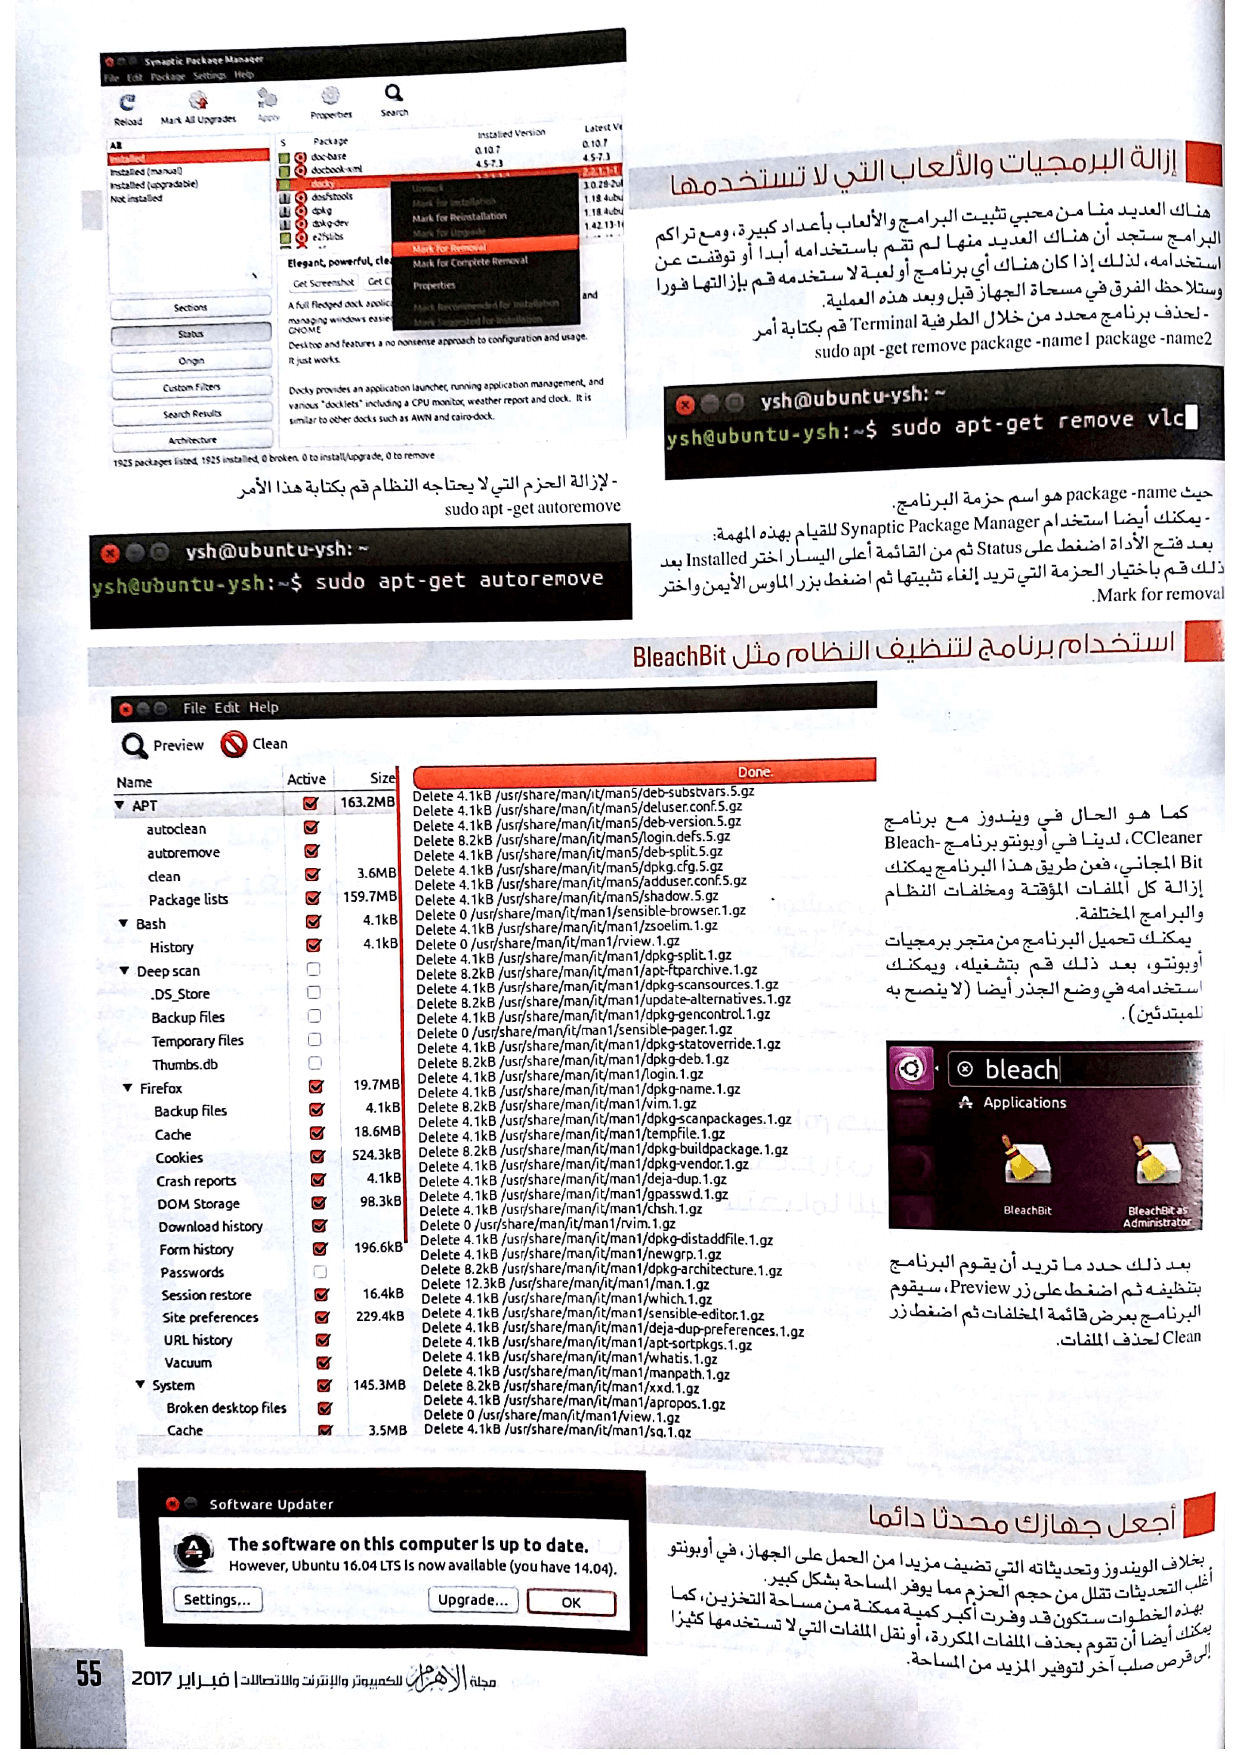 إزالة البرمجيات والألعاب التي لا تستخدمها
هناك العديد منا من محبي تثبيت البرامج والألعاب بأعداد كبيرة، ومع تراكم
البرامج ستجد أن هناك العديد منها لم تقم باستخدامه أبدا أو توقفت عن
استخدامه، لذلك إذا كان هناك أي برنامج أو لعبة لا ستخدمه قم بإزالتها فورا
وستلاحظ الفرق في مساحة الجهاز قبل وبعد هذه العملية.
-لحذف برنامج محدد من خلال الطرفية Terminal قم بكتابة أمر
sudo apt -get remove package -name1 package -name2
ysh@ubuntu-ysh: ~
ysh@ubuntu-ysh:~$ sudo apt-get remove vlc
حيث package -name هو اسم حزمة البرنامج.
- يمكنك أيضا استخدام Synaptic Package Manager للقيام بهذه المهمة:
بعد فتح الأداة اضغط على Status ثم من القائمة أعلى اليسار اختر Installed بعد
ذلك قم باختيار الحزمة التي تريد إلغاء تثبيتها ثم اضغط بزر الماوس الأيمن واختر
Mark for removal.
Synaptic Package Manager
File Edit Package Settings Help
Reload Mark All Upgrades Apply Properties Search
All
Installed
Installed (manual)
Installed (upgradable)
Not installed
Sections
Status
Origin
Custom Filters
Search Results
Architecture
S Package Installed Version Latest Ve
doc-base 0.10.7 0.10.7
docbook-xml 4.5-7.3 4.5-7.3
docky 2.2.1.1-1 2.2.1.1-1
dosfstools 3.0.28-2ul
dpkg 1.18.4ubu
dpkg-dev 1.18.4ubu
e2fslibs 1.42.13-1
Unmark
Mark for Installation
Mark for Reinstallation
Mark for Upgrade
Mark for Removal
Mark for Complete Removal
Properties
Mark Recommended for Installation
Mark Suggested for Installation
Elegant, powerful, clea
Get Screenshot Get C
A full fledged dock applic and
managing windows easier
GNOME
Desktop and features a no nonsense approach to configuration and usage.
It just works.
Docky provides an application launcher, running application management, and
various "docklets" including a CPU monitor, weather report and clock. It is
similar to other docks such as AWN and cairo-dock.
1925 packages listed, 1925 installed, 0 broken. 0 to install/upgrade, 0 to remove
- لإزالة الحزم التي لا يحتاجه النظام قم بكتابة هذا الأمر
sudo apt -get autoremove
ysh@ubuntu-ysh: ~
ysh@ubuntu-ysh:~$ sudo apt-get autoremove
استخدام برنامج لتنظيف النظام مثل BleachBit
كما هو الحال في ويندوز مع برنامج
CCleaner، لدينا في أوبونتو برنامج Bleach-
Bit المجاني، فعن طريق هذا البرنامج يمكنك
إزالة كل الملفات المؤقتة ومخلفات النظام
والبرامج المختلفة.
يمكنك تحميل البرنامج من متجر برمجيات
أوبونتو، بعد ذلك قم بتشغيله، ويمكنك
استخدامه في وضع الجذر أيضا (لا ينصح به
للمبتدئين).
bleach
Applications
BleachBit
BleachBit as
Administrator
بعد ذلك حدد ما تريد أن يقوم البرنامج
بتنظيفه ثم اضغط على زر Preview، سيقوم
البرنامج بعرض قائمة المخلفات ثم اضغط زر
Clean لحذف الملفات.
File Edit Help
Preview Clean
Name Active Size
APT 163.2MB
autoclean
autoremove
clean 3.6MB
Package lists 159.7MB
Bash 4.1kB
History 4.1kB
Deep scan
.DS_Store
Backup files
Temporary files
Thumbs.db
Firefox 19.7MB
Backup files 4.1kB
Cache 18.6MB
Cookies 524.3kB
Crash reports 4.1kB
DOM Storage 98.3kB
Download history
Form history 196.6kB
Passwords
Session restore 16.4kB
Site preferences 229.4kB
URL history
Vacuum
System 145.3MB
Broken desktop files
Cache 3.5MB
Done.
Delete 4.1kB /usr/share/man/it/man5/deb-substvars.5.gz
Delete 4.1kB /usr/share/man/it/man5/deluser.conf.5.gz
Delete 4.1kB /usr/share/man/it/man5/deb-version.5.gz
Delete 8.2kB /usr/share/man/it/man5/login.defs.5.gz
Delete 4.1kB /usr/share/man/it/man5/deb-split.5.gz
Delete 4.1kB /usr/share/man/it/man5/dpkg.cfg.5.gz
Delete 4.1kB /usr/share/man/it/man5/adduser.conf.5.gz
Delete 4.1kB /usr/share/man/it/man5/shadow.5.gz
Delete 0 /usr/share/man/it/man1/sensible-browser.1.gz
Delete 4.1kB /usr/share/man/it/man1/zsoelim.1.gz
Delete 0 /usr/share/man/it/man1/rview.1.gz
Delete 4.1kB /usr/share/man/it/man1/dpkg-split.1.gz
Delete 8.2kB /usr/share/man/it/man1/apt-ftparchive.1.gz
Delete 4.1kB /usr/share/man/it/man1/dpkg-scansources.1.gz
Delete 8.2kB /usr/share/man/it/man1/update-alternatives.1.gz
Delete 4.1kB /usr/share/man/it/man1/dpkg-gencontrol.1.gz
Delete 0 /usr/share/man/it/man1/sensible-pager.1.gz
Delete 4.1kB /usr/share/man/it/man1/dpkg-statoverride.1.gz
Delete 8.2kB /usr/share/man/it/man1/dpkg-deb.1.gz
Delete 4.1kB /usr/share/man/it/man1/login.1.gz
Delete 4.1kB /usr/share/man/it/man1/dpkg-name.1.gz
Delete 8.2kB /usr/share/man/it/man1/vim.1.gz
Delete 4.1kB /usr/share/man/it/man1/dpkg-scanpackages.1.gz
Delete 4.1kB /usr/share/man/it/man1/tempfile.1.gz
Delete 8.2kB /usr/share/man/it/man1/dpkg-buildpackage.1.gz
Delete 4.1kB /usr/share/man/it/man1/dpkg-vendor.1.gz
Delete 4.1kB /usr/share/man/it/man1/deja-dup.1.gz
Delete 4.1kB /usr/share/man/it/man1/gpasswd.1.gz
Delete 4.1kB /usr/share/man/it/man1/chsh.1.gz
Delete 0 /usr/share/man/it/man1/rvim.1.gz
Delete 4.1kB /usr/share/man/it/man1/dpkg-distaddfile.1.gz
Delete 4.1kB /usr/share/man/it/man1/newgrp.1.gz
Delete 8.2kB /usr/share/man/it/man1/dpkg-architecture.1.gz
Delete 12.3kB /usr/share/man/it/man1/man.1.gz
Delete 4.1kB /usr/share/man/it/man1/which.1.gz
Delete 4.1kB /usr/share/man/it/man1/sensible-editor.1.gz
Delete 4.1kB /usr/share/man/it/man1/deja-dup-preferences.1.gz
Delete 4.1kB /usr/share/man/it/man1/apt-sortpkgs.1.gz
Delete 4.1kB /usr/share/man/it/man1/whatis.1.gz
Delete 4.1kB /usr/share/man/it/man1/manpath.1.gz
Delete 8.2kB /usr/share/man/it/man1/xxd.1.gz
Delete 4.1kB /usr/share/man/it/man1/apropos.1.gz
Delete 0 /usr/share/man/it/man1/view.1.gz
Delete 4.1kB /usr/share/man/it/man1/sg.1.gz
أجعل جهازك محدثا دائما
بخلاف الويندوز وتحديثاته التي تضيف مزيدا من الحمل على الجهاز، في أوبونتو
أغلب التحديثات تقلل من حجم الحزم مما يوفر المساحة بشكل كبير.
بهذه الخطوات ستكون قد وفرت أكبر كمية ممكنة من مساحة التخزين، كما
يمكنك أيضا أن تقوم بحذف الملفات المكررة، أو نقل الملفات التي لا تستخدمها كثيرا
إلى قرص صلب آخر لتوفير المزيد من المساحة.
Software Updater
The software on this computer is up to date.
However, Ubuntu 16.04 LTS is now available (you have 14.04).
Settings... Upgrade... OK
مجلة الأهرام للكمبيوتر والإنترنت والاتصالات | فبراير 2017 55